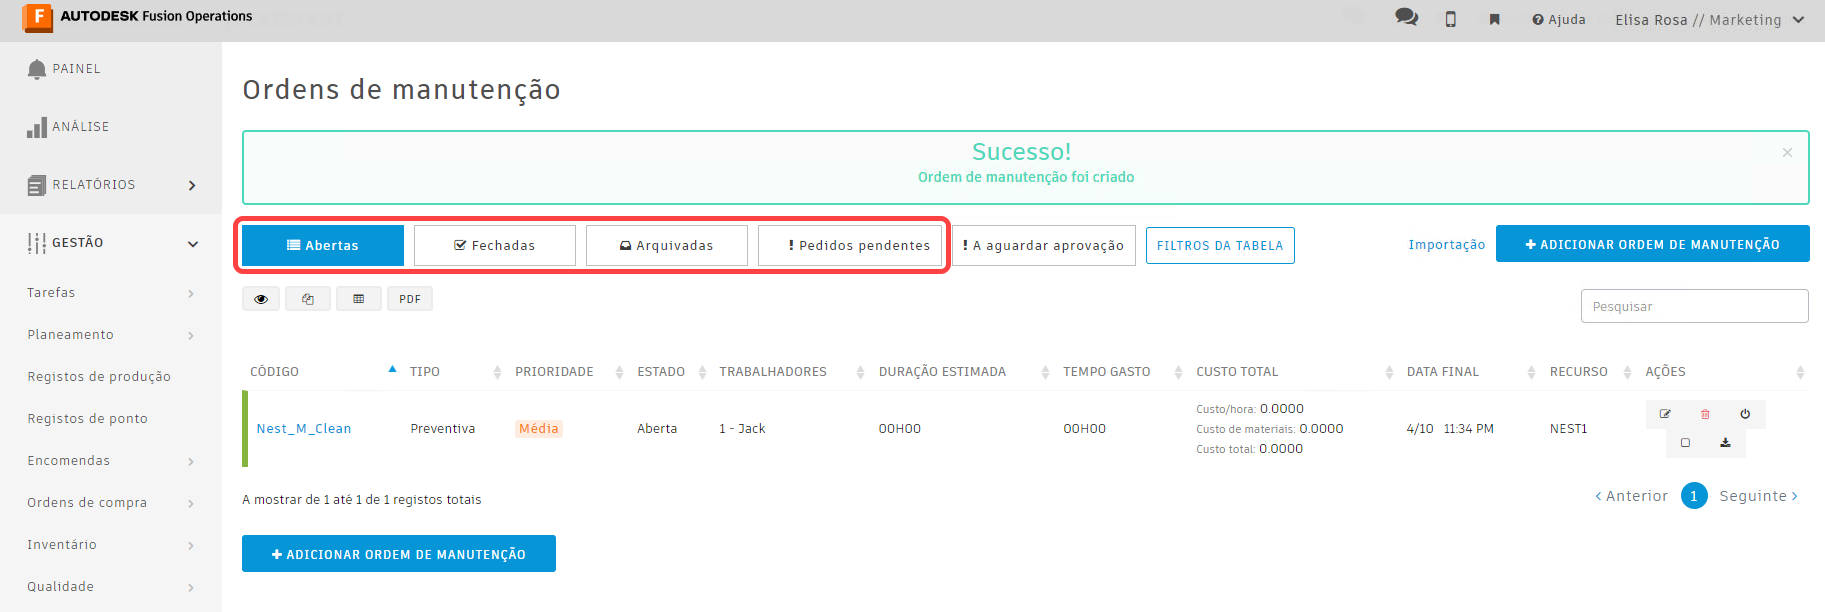 AUTODESK Fusion Operations
Ajuda
Elisa Rosa // Marketing
PAINEL
ANÁLISE
RELATÓRIOS
GESTÃO
Tarefas
Planeamento
Registos de produção
Registos de ponto
Encomendas
Ordens de compra
Inventário
Qualidade
Ordens de manutenção
Sucesso!
×
Ordem de manutenção foi criado
Abertas
Fechadas
Arquivadas
! Pedidos pendentes
! A aguardar aprovação
FILTROS DA TABELA
Importação
+ ADICIONAR ORDEM DE MANUTENÇÃO
PDF
Pesquisar
CÓDIGO TIPO PRIORIDADE ESTADO TRABALHADORES DURAÇÃO ESTIMADA TEMPO GASTO CUSTO TOTAL DATA FINAL RECURSO AÇÕES
Nest_M_Clean Preventiva Média Aberta 1 - Jack 00H00 00H00
Custo/hora: 0.0000
Custo de materiais: 0.0000
Custo total: 0.0000
4/10 11:34 PM NEST1
A mostrar de 1 até 1 de 1 registos totais
‹ Anterior 1 Seguinte ›
+ ADICIONAR ORDEM DE MANUTENÇÃO